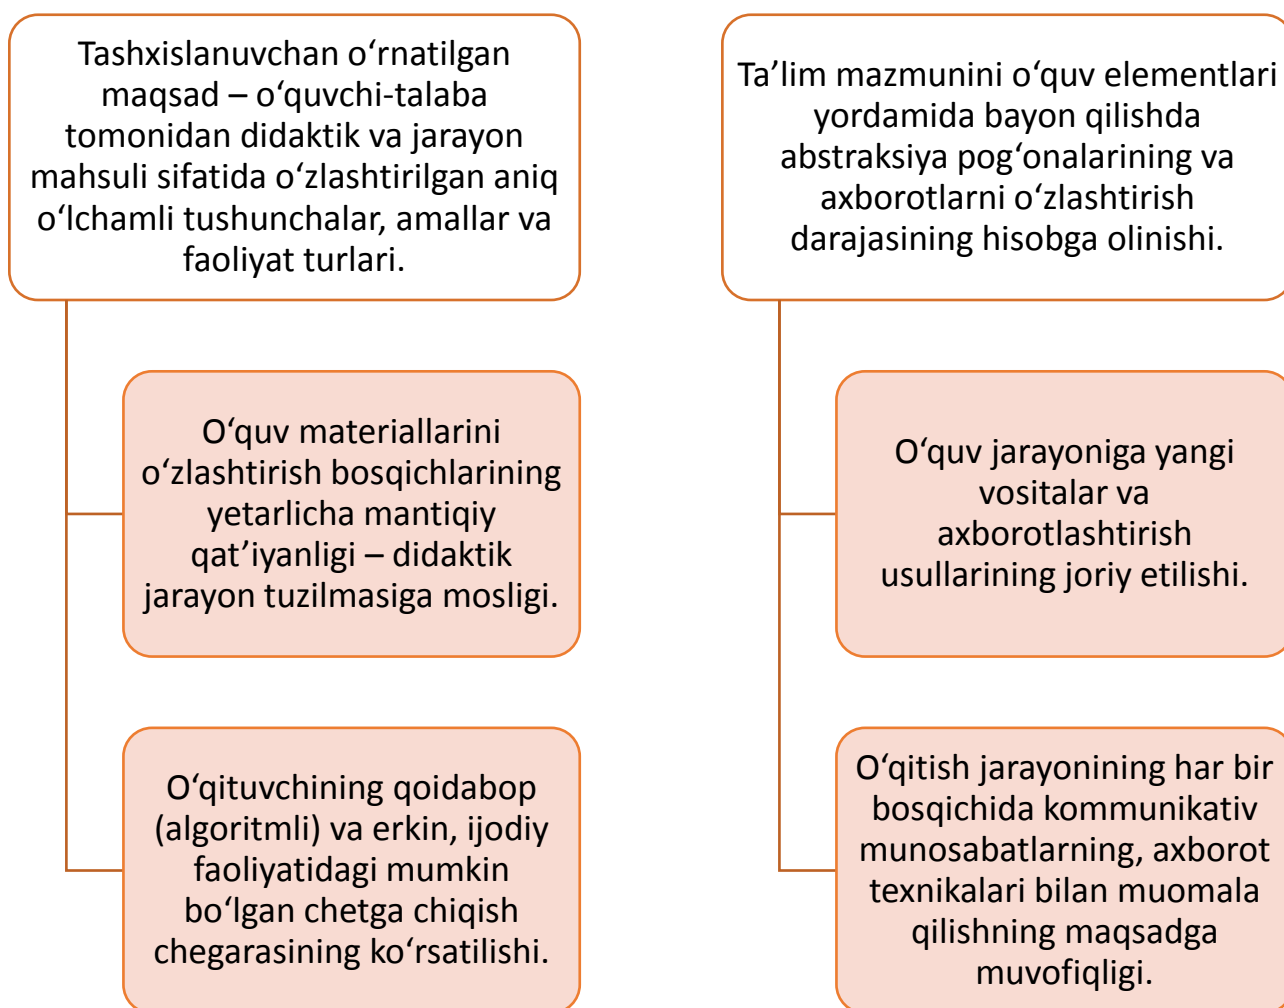 Tashxislanuvchan o‘rnatilgan
maqsad – o‘quvchi-talaba
tomonidan didaktik va jarayon
mahsuli sifatida o‘zlashtirilgan aniq
o‘lchamli tushunchalar, amallar va
faoliyat turlari.
O‘quv materiallarini
o‘zlashtirish bosqichlarining
yetarlicha mantiqiy
qat’iyanligi – didaktik
jarayon tuzilmasiga mosligi.
O‘qituvchining qoidabop
(algoritmli) va erkin, ijodiy
faoliyatidagi mumkin
bo‘lgan chetga chiqish
chegarasining ko‘rsatilishi.
Ta’lim mazmunini o‘quv elementlari
yordamida bayon qilishda
abstraksiya pog‘onalarining va
axborotlarni o‘zlashtirish
darajasining hisobga olinishi.
O‘quv jarayoniga yangi
vositalar va
axborotlashtirish
usullarining joriy etilishi.
O‘qitish jarayonining har bir
bosqichida kommunikativ
munosabatlarning, axborot
texnikalari bilan muomala
qilishning maqsadga
muvofiqligi.